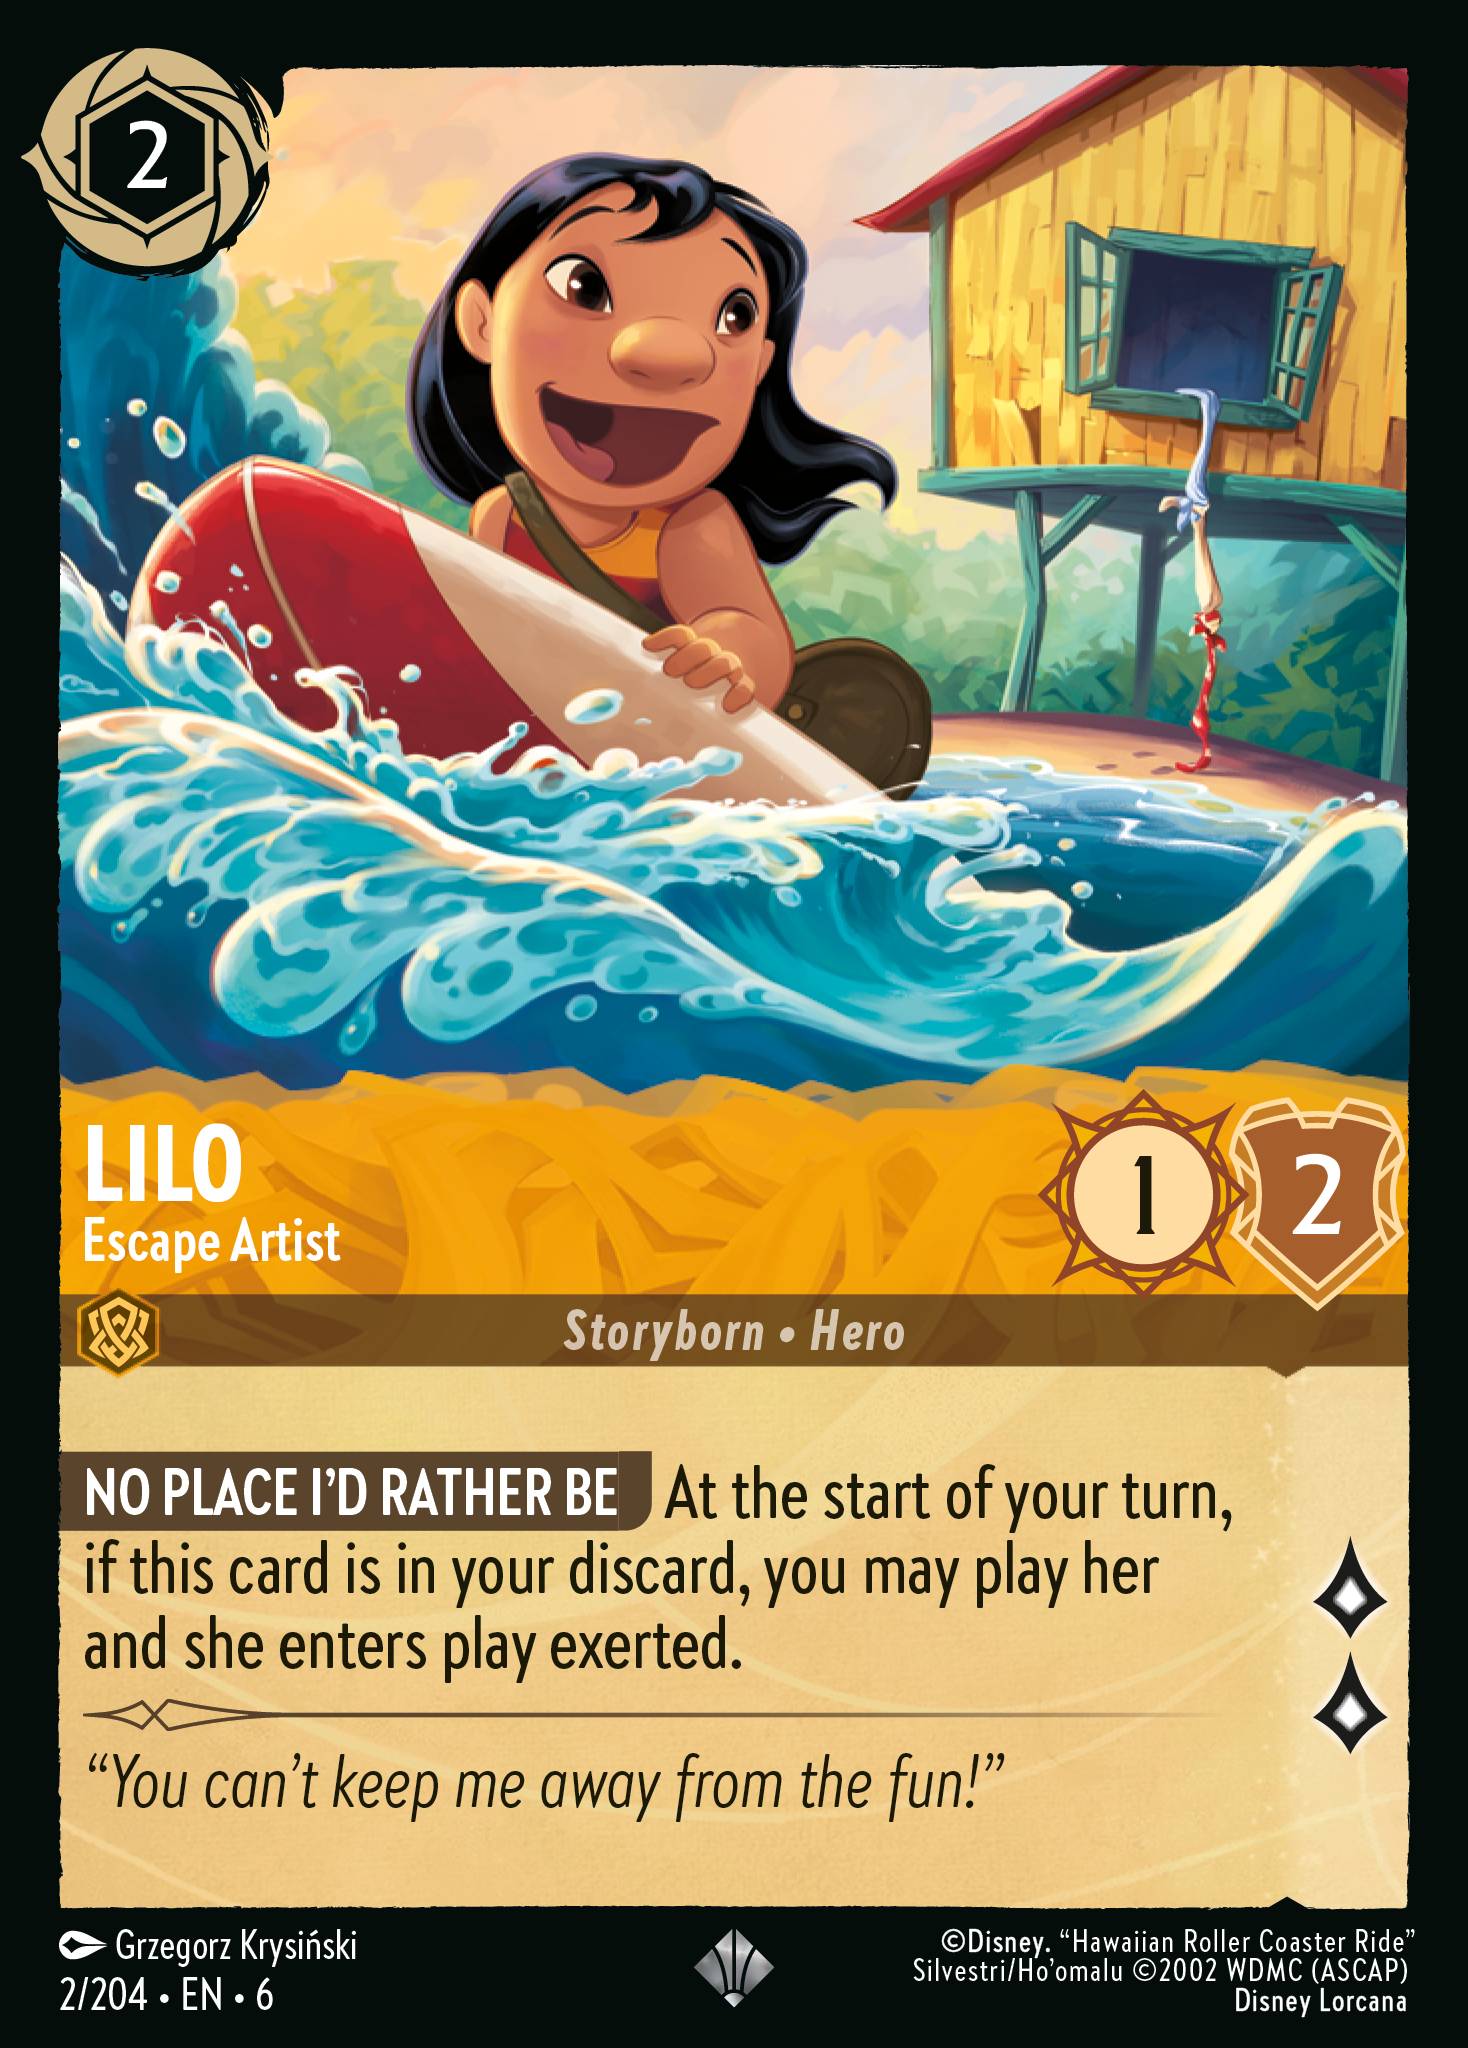 2
LILO
Escape Artist
1
2
Storyborn • Hero
NO PLACE I’D RATHER BE At the start of your turn,
if this card is in your discard, you may play her
and she enters play exerted.
“You can’t keep me away from the fun!”
Grzegorz Krysiński
2/204 • EN • 6
©Disney. “Hawaiian Roller Coaster Ride”
Silvestri/Ho’omalu ©2002 WDMC (ASCAP)
Disney Lorcana